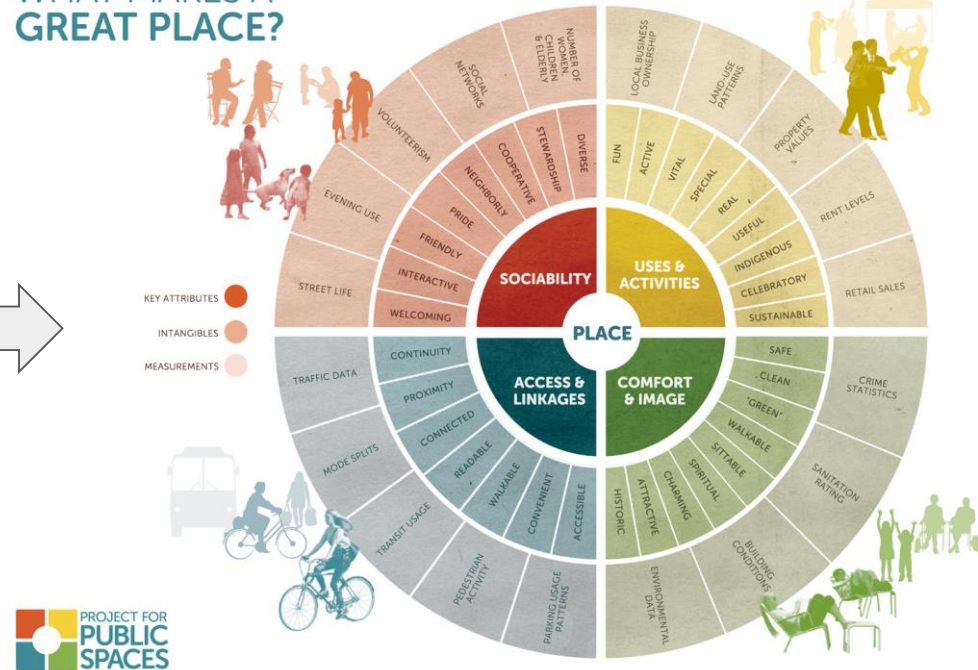 WHAT MAKES A
GREAT PLACE?
NUMBER OF
WOMEN,
CHILDREN
& ELDERLY
SOCIAL
NETWORKS
VOLUNTEERISM
EVENING USE
STREET LIFE
DIVERSE
STEWARDSHIP
COOPERATIVE
NEIGHBORLY
PRIDE
FRIENDLY
INTERACTIVE
WELCOMING
SOCIABILITY
LOCAL BUSINESS
OWNERSHIP
LAND-USE
PATTERNS
PROPERTY
VALUES
RENT LEVELS
RETAIL SALES
FUN
ACTIVE
VITAL
SPECIAL
REAL
USEFUL
INDIGENOUS
CELEBRATORY
SUSTAINABLE
USES &
ACTIVITIES
PLACE
KEY ATTRIBUTES
INTANGIBLES
MEASUREMENTS
ACCESS &
LINKAGES
CONTINUITY
PROXIMITY
CONNECTED
READABLE
WALKABLE
CONVENIENT
ACCESSIBLE
TRAFFIC DATA
MODE SPLITS
TRANSIT USAGE
PEDESTRIAN
ACTIVITY
PARKING USAGE
PATTERNS
COMFORT
& IMAGE
SAFE
CLEAN
"GREEN"
WALKABLE
SITTABLE
SPIRITUAL
CHARMING
ATTRACTIVE
HISTORIC
CRIME
STATISTICS
SANITATION
RATING
BUILDING
CONDITIONS
ENVIRONMENTAL
DATA
PROJECT FOR
PUBLIC
SPACES